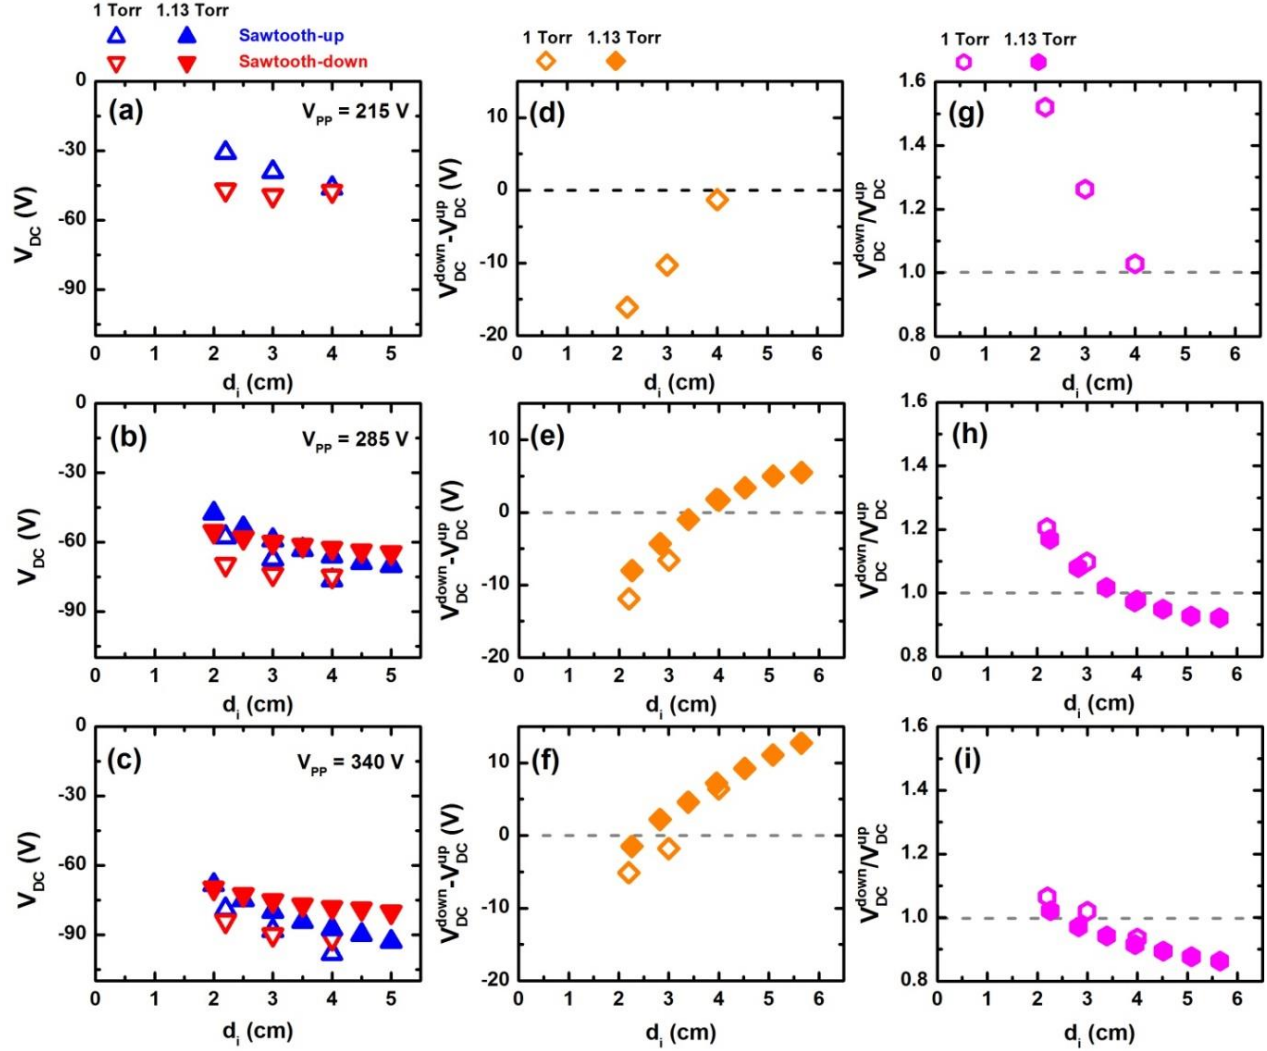 1 Torr 1.13 Torr
Sawtooth-up
Sawtooth-down
1 Torr 1.13 Torr
1 Torr 1.13 Torr
(a)
V_PP = 215 V
0
-30
-60
-90
V_DC (V)
0 1 2 3 4 5
d_i (cm)
(d)
10
0
-10
-20
V_DC^down-V_DC^up (V)
0 1 2 3 4 5 6
d_i (cm)
(g)
1.6
1.4
1.2
1.0
0.8
V_DC^down/V_DC^up
0 1 2 3 4 5 6
d_i (cm)
(b)
V_PP = 285 V
0
-30
-60
-90
V_DC (V)
0 1 2 3 4 5
d_i (cm)
(e)
10
0
-10
-20
V_DC^down-V_DC^up (V)
0 1 2 3 4 5 6
d_i (cm)
(h)
1.6
1.4
1.2
1.0
0.8
V_DC^down/V_DC^up
0 1 2 3 4 5 6
d_i (cm)
(c)
V_PP = 340 V
0
-30
-60
-90
V_DC (V)
0 1 2 3 4 5
d_i (cm)
(f)
10
0
-10
-20
V_DC^down-V_DC^up (V)
0 1 2 3 4 5 6
d_i (cm)
(i)
1.6
1.4
1.2
1.0
0.8
V_DC^down/V_DC^up
0 1 2 3 4 5 6
d_i (cm)